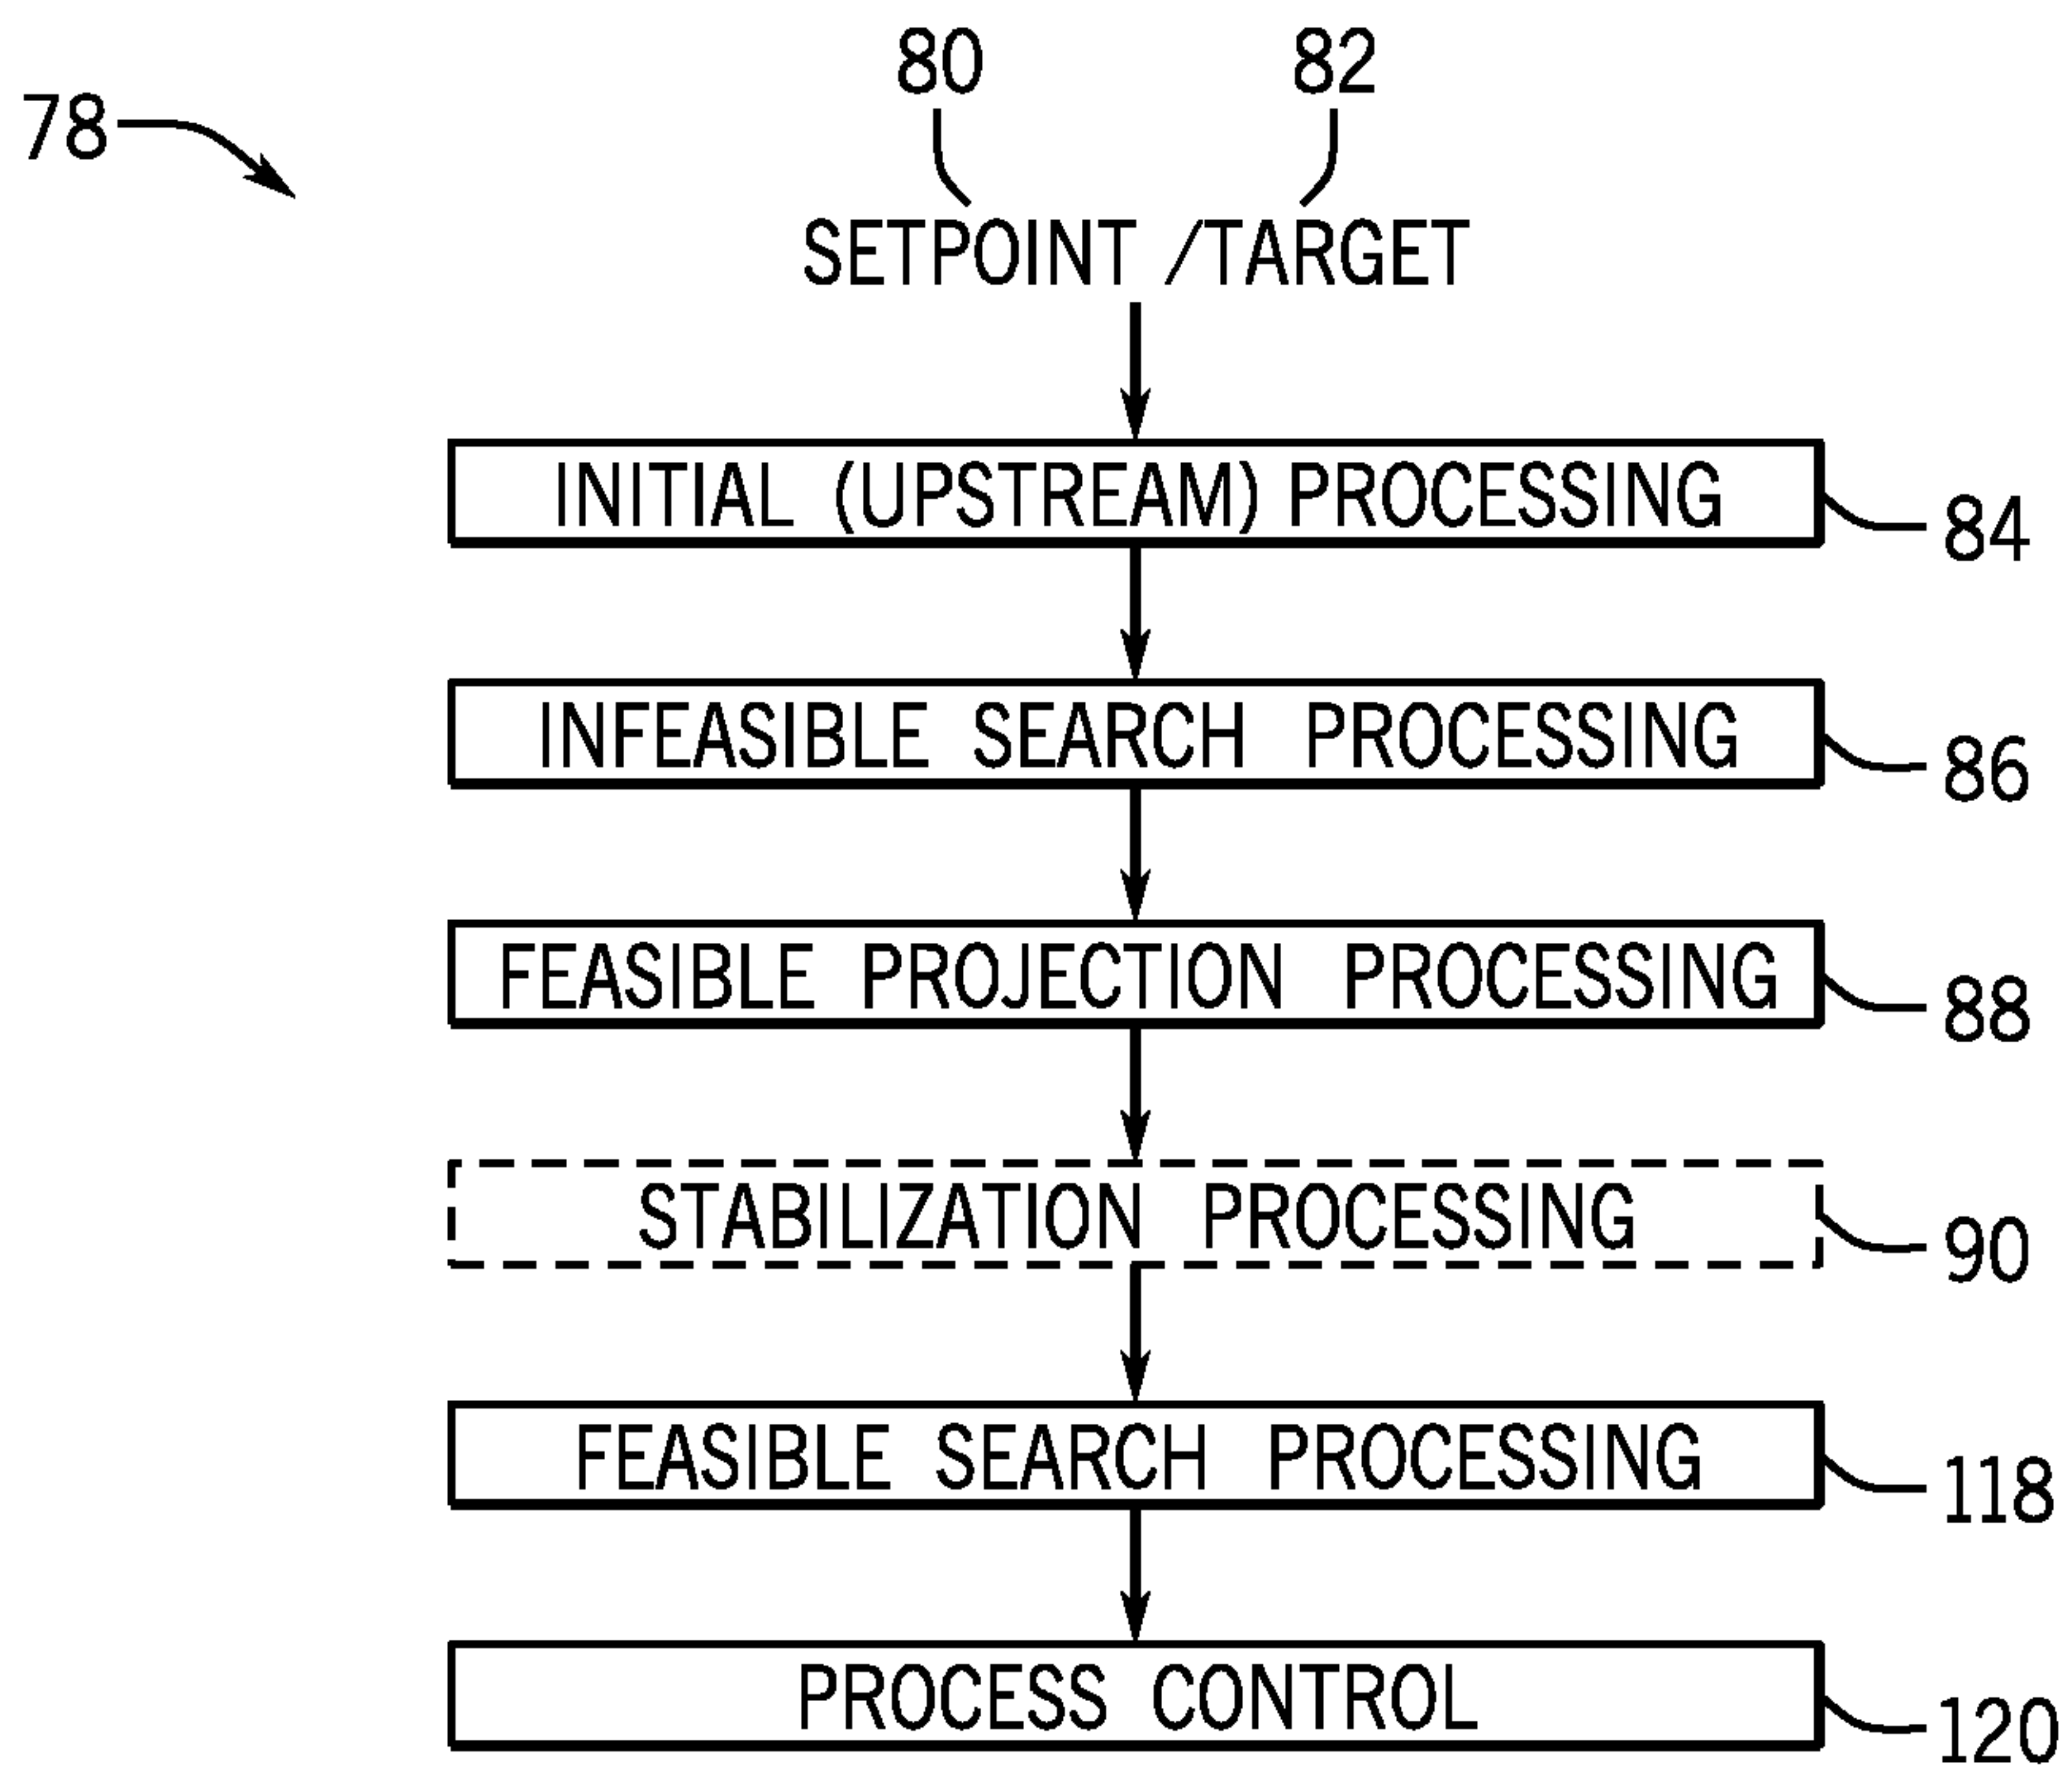 80 82
78
SETPOINT /TARGET
INITIAL (UPSTREAM) PROCESSING
84
INFEASIBLE SEARCH PROCESSING
86
FEASIBLE PROJECTION PROCESSING
88
STABILIZATION PROCESSING
90
FEASIBLE SEARCH PROCESSING
118
PROCESS CONTROL
120